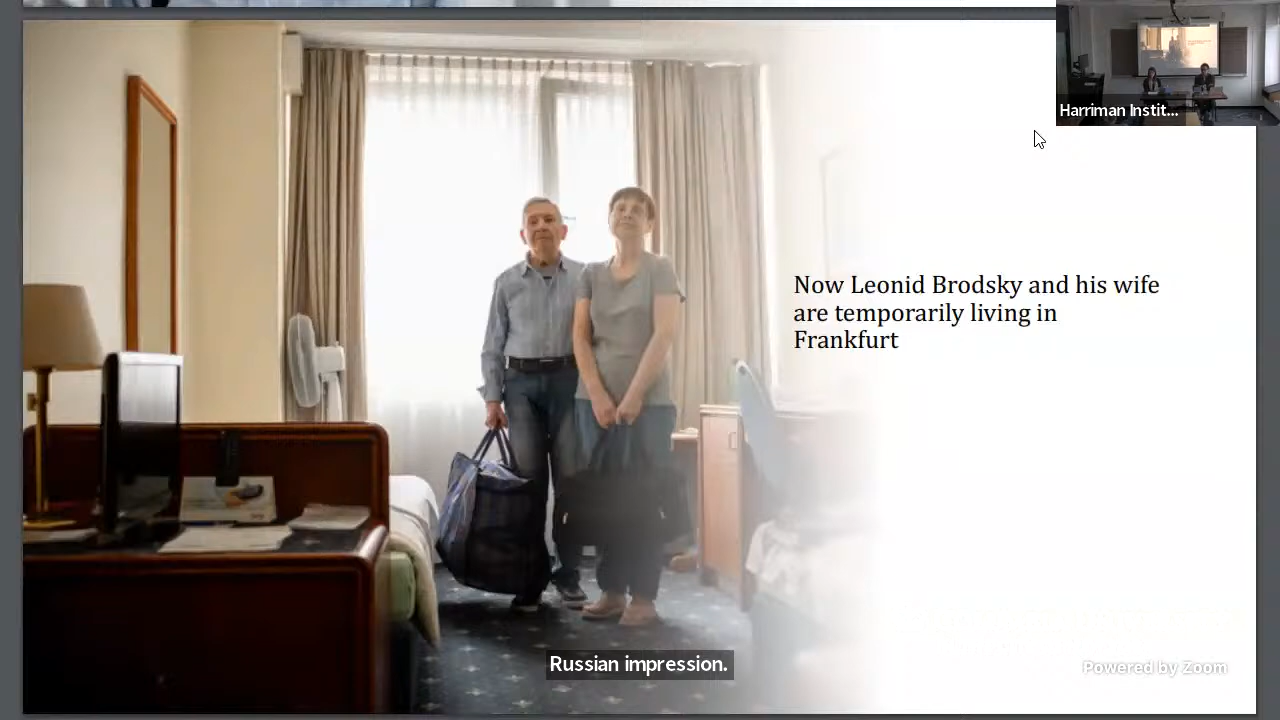 Harriman Instit...
Now Leonid Brodsky and his wife
are temporarily living in
Frankfurt
Russian impression.
Powered by Zoom